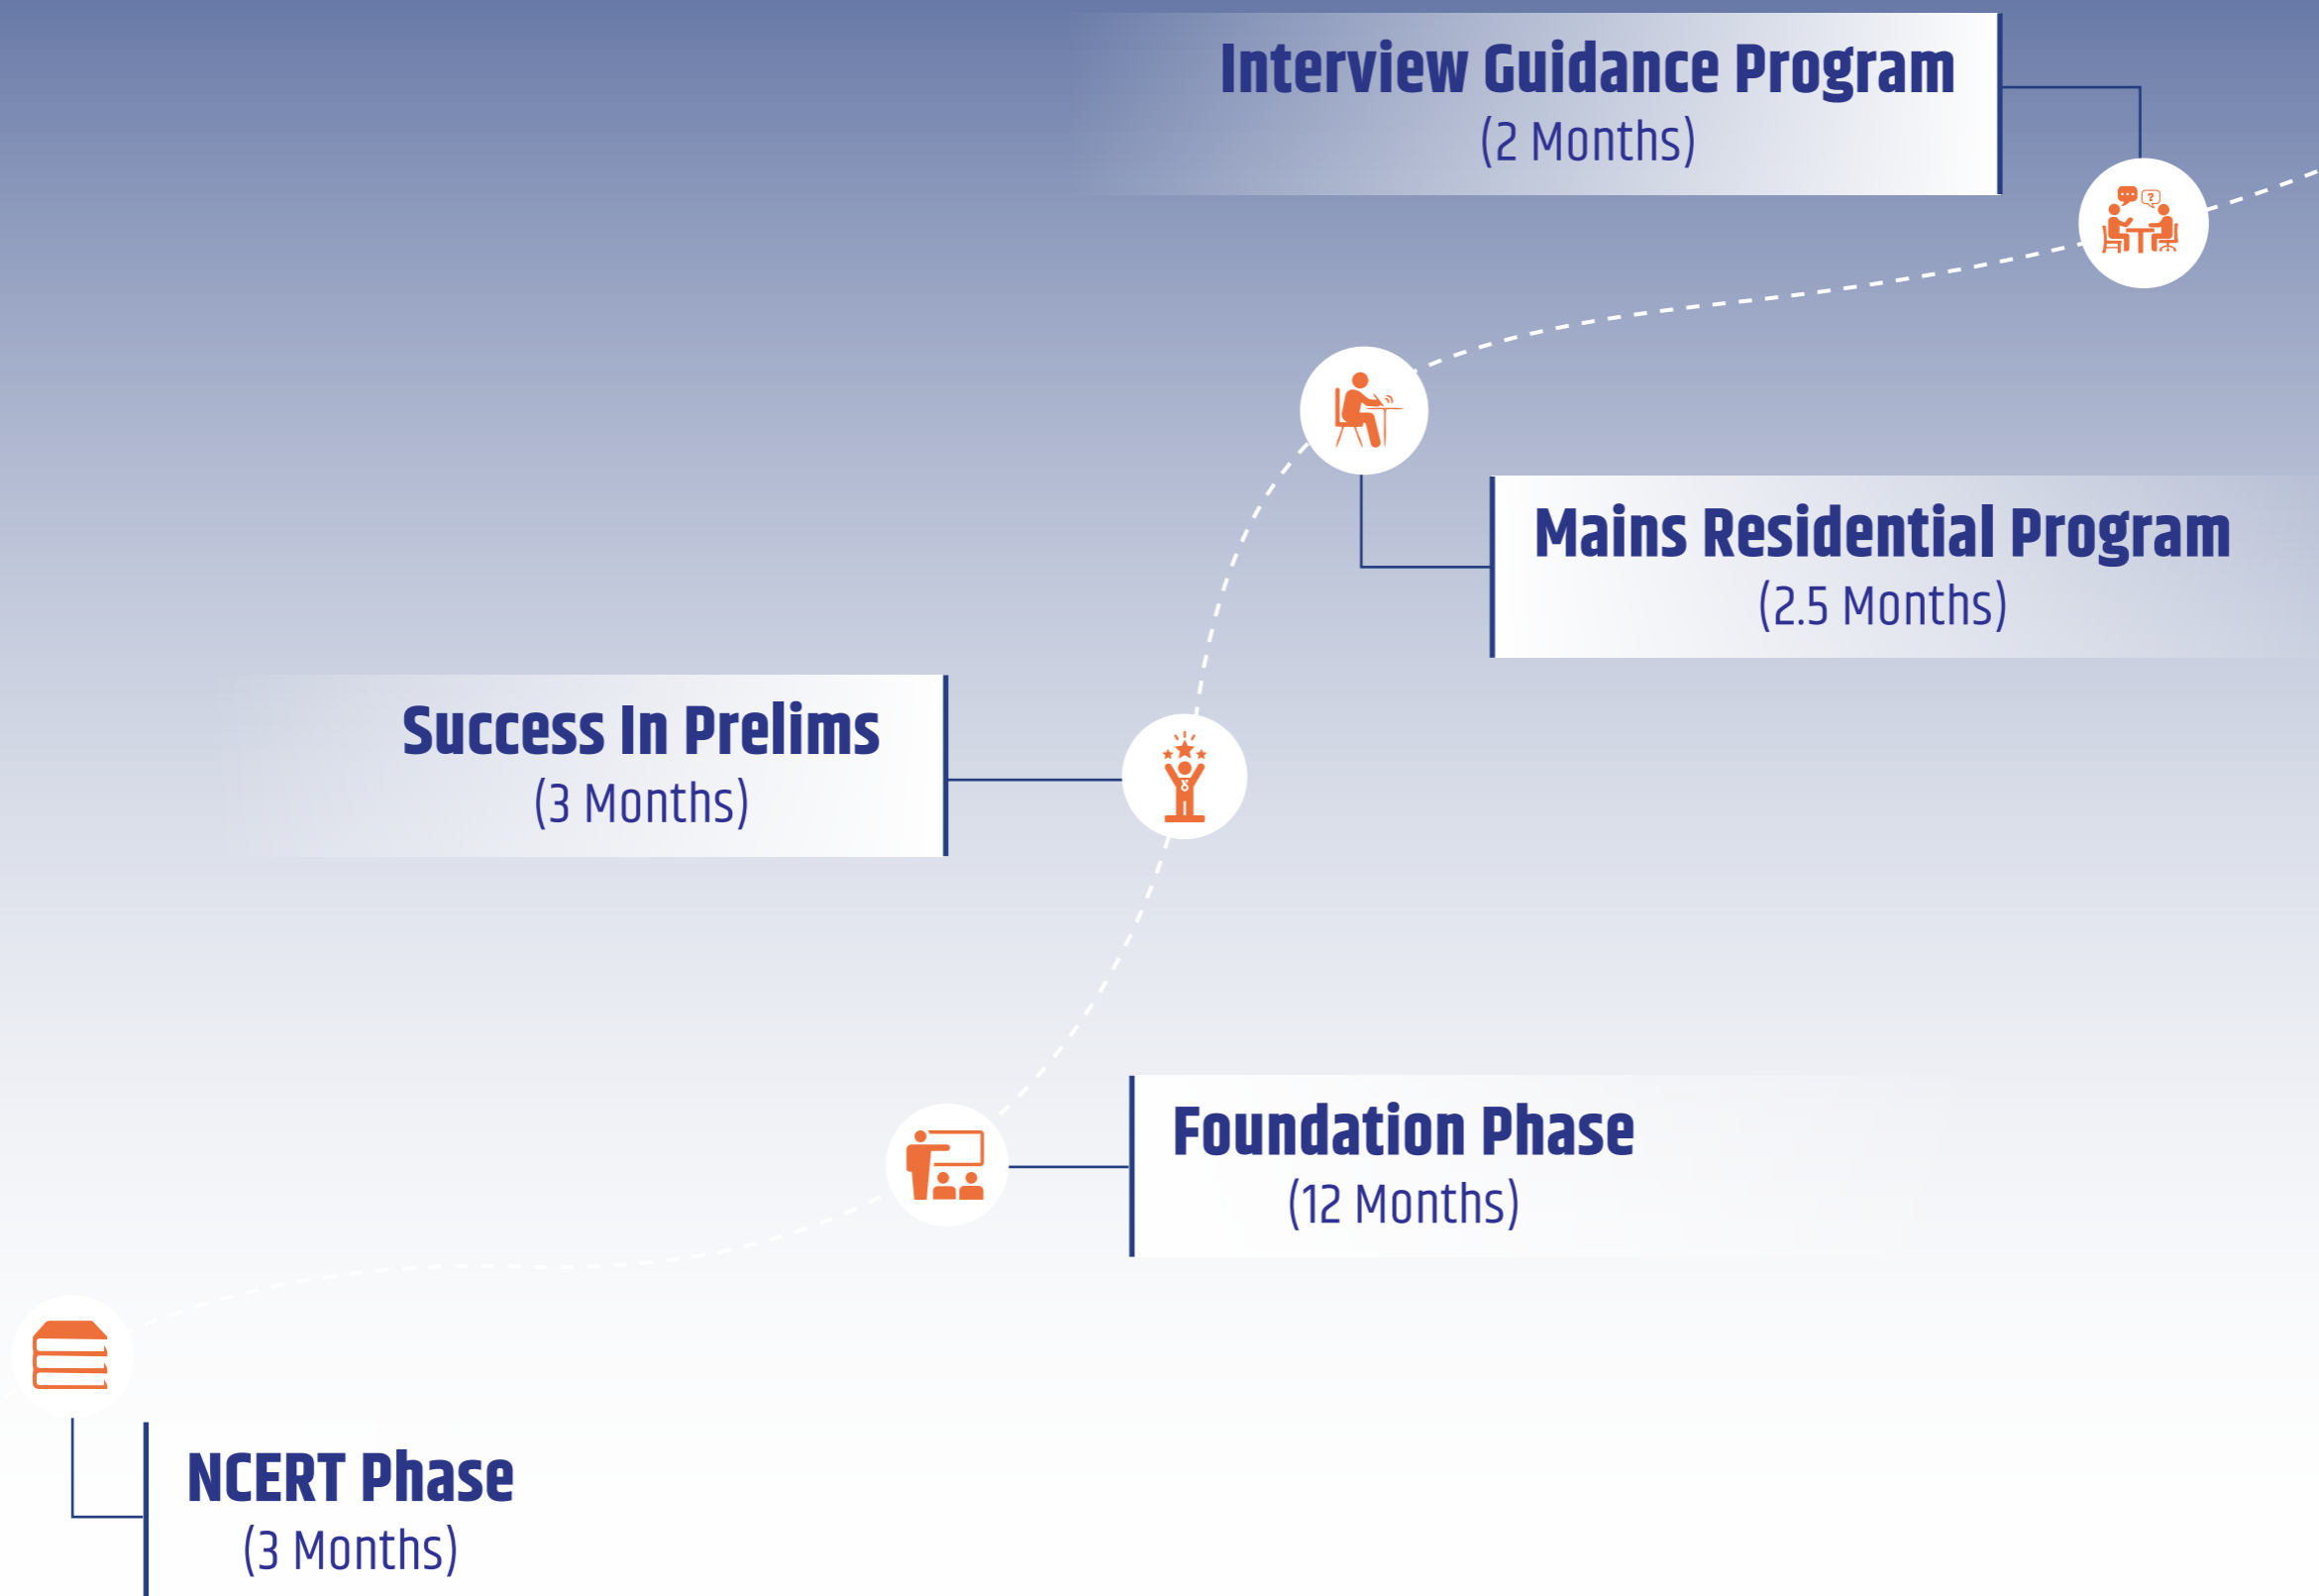 Interview Guidance Program
(2 Months)
?
Mains Residential Program
(2.5 Months)
Success In Prelims
(3 Months)
Foundation Phase
(12 Months)
NCERT Phase
(3 Months)